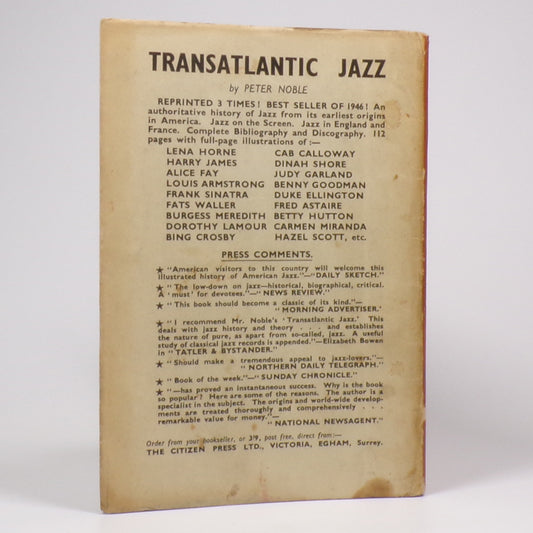 TRANSATLANTIC JAZZ
by PETER NOBLE
REPRINTED 3 TIMES! BEST SELLER OF 1946! An
authoritative history of Jazz from its earliest origins
in America. Jazz on the Screen. Jazz in England and
France. Complete Bibliography and Discography. 112
pages with full-page illustrations of :—
LENA HORNE CAB CALLOWAY
HARRY JAMES DINAH SHORE
ALICE FAY JUDY GARLAND
LOUIS ARMSTRONG BENNY GOODMAN
FRANK SINATRA DUKE ELLINGTON
FATS WALLER FRED ASTAIRE
BURGESS MEREDITH BETTY HUTTON
DOROTHY LAMOUR CARMEN MIRANDA
BING CROSBY HAZEL SCOTT, etc.
PRESS COMMENTS.
★ "American visitors to this country will welcome this
illustrated history of American Jazz."—"DAILY SKETCH."
★ "The low-down on jazz—historical, biographical, critical.
A 'must' for devotees."—"NEWS REVIEW."
★ "This book should become a classic of its kind."—
"MORNING ADVERTISER."
★ "I recommend Mr. Noble's 'Transatlantic Jazz.' This
deals with jazz history and theory . . . and establishes
the nature of pure, as apart from so-called, jazz. A useful
study of classical jazz records is appended."—Elizabeth Bowen
in "TATLER & BYSTANDER."
★ "Should make a tremendous appeal to jazz-lovers."—
"NORTHERN DAILY TELEGRAPH."
★ "Book of the week."—"SUNDAY CHRONICLE."
★ "—has proved an instantaneous success. Why is the book
so popular? Here are some of the reasons. The author is a
specialist in the subject. The origins and world-wide develop-
ments are treated thoroughly and comprehensively . . .
remarkable value for money."—
"NATIONAL NEWSAGENT."
Order from your bookseller, or 3/9, post free, direct from:—
THE CITIZEN PRESS LTD., VICTORIA, EGHAM, Surrey.